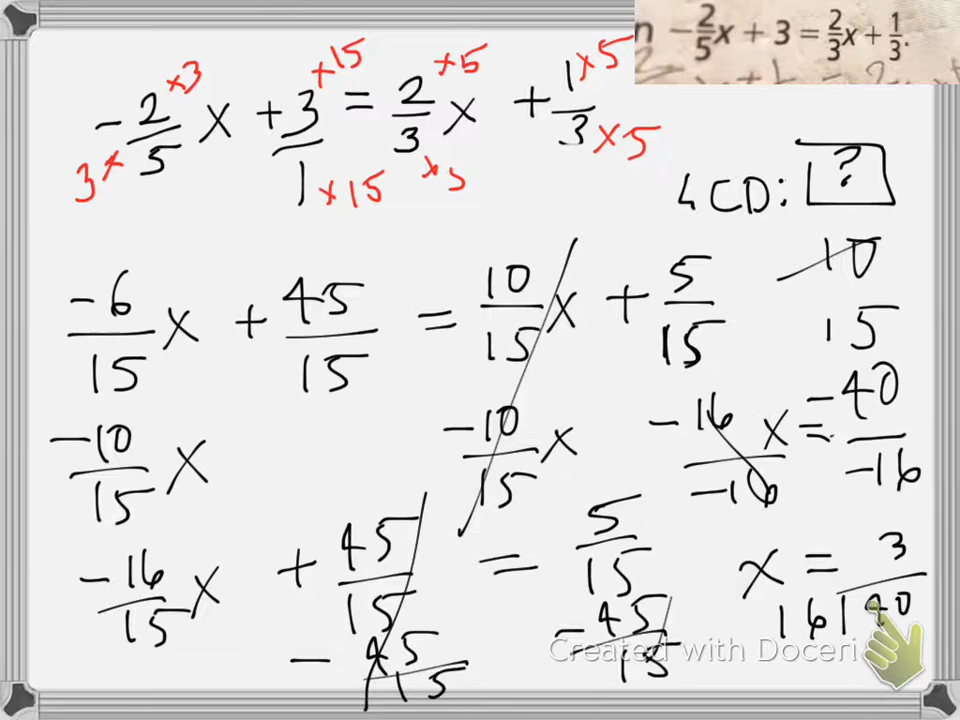 n -2/5x + 3 = 2/3x + 1/3.
-2/5 x + 3/1 = 2/3 x + 1/3
×3 ×15 ×5 ×5
3× ×15 ×5 ×5
LCD: ?
10
15
-6/15 x + 45/15 = 10/15 x + 5/15
-10/15 x -10/15 x
-16/15 x + 45/15 = 5/15
- 45/15 - 45/15
-16x/-16 = -40/-16
x = 3
16 40
Created with Doceri